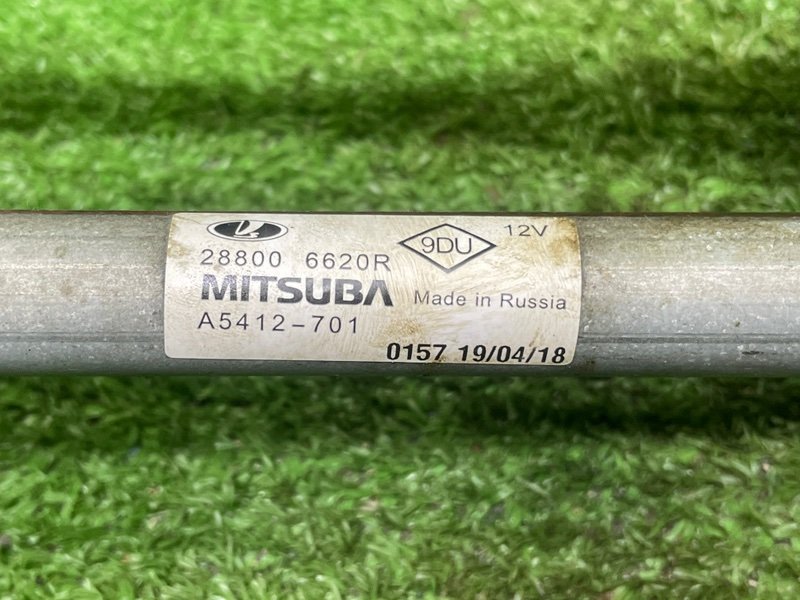 9DU 12V
28800 6620R
MITSUBA Made in Russia
A5412-701
0157 19/04/18